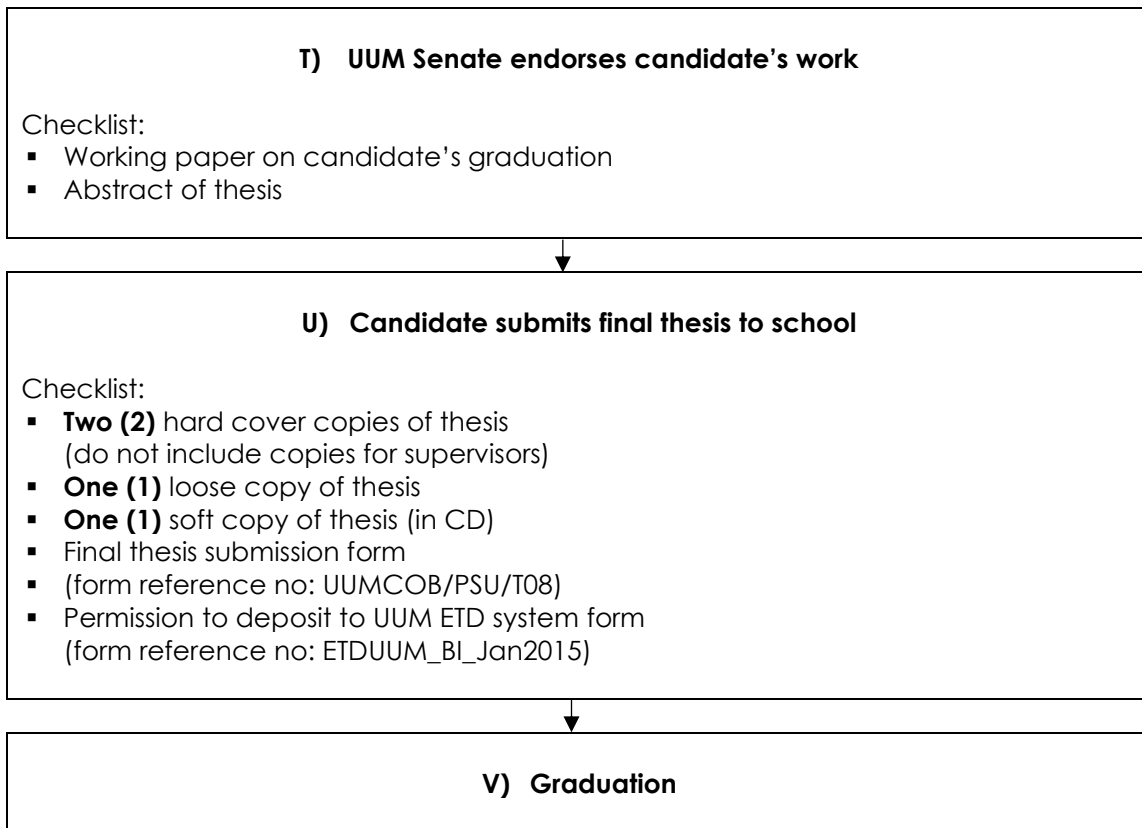 T) UUM Senate endorses candidate's work
Checklist:
▪ Working paper on candidate's graduation
▪ Abstract of thesis
U) Candidate submits final thesis to school
Checklist:
▪ Two (2) hard cover copies of thesis
(do not include copies for supervisors)
▪ One (1) loose copy of thesis
▪ One (1) soft copy of thesis (in CD)
▪ Final thesis submission form
▪ (form reference no: UUMCOB/PSU/T08)
▪ Permission to deposit to UUM ETD system form
(form reference no: ETDUUM_BI_Jan2015)
V) Graduation